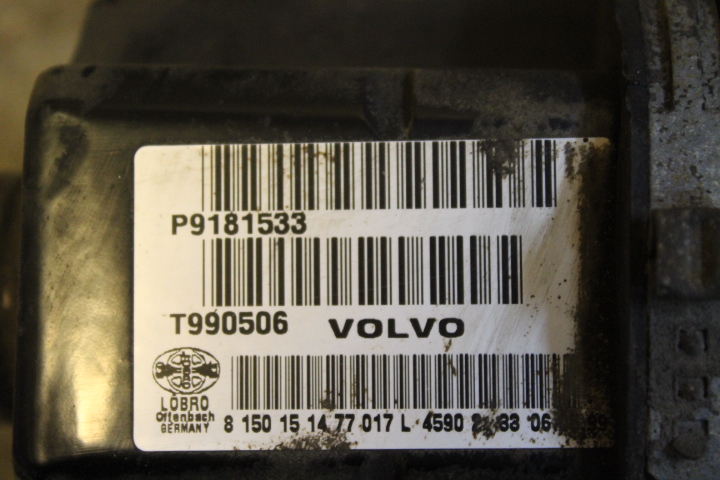 P9181533
T990506 VOLVO
LÖBRO
Offenbach
GERMANY
8 150 15 14 77 017 L 4590